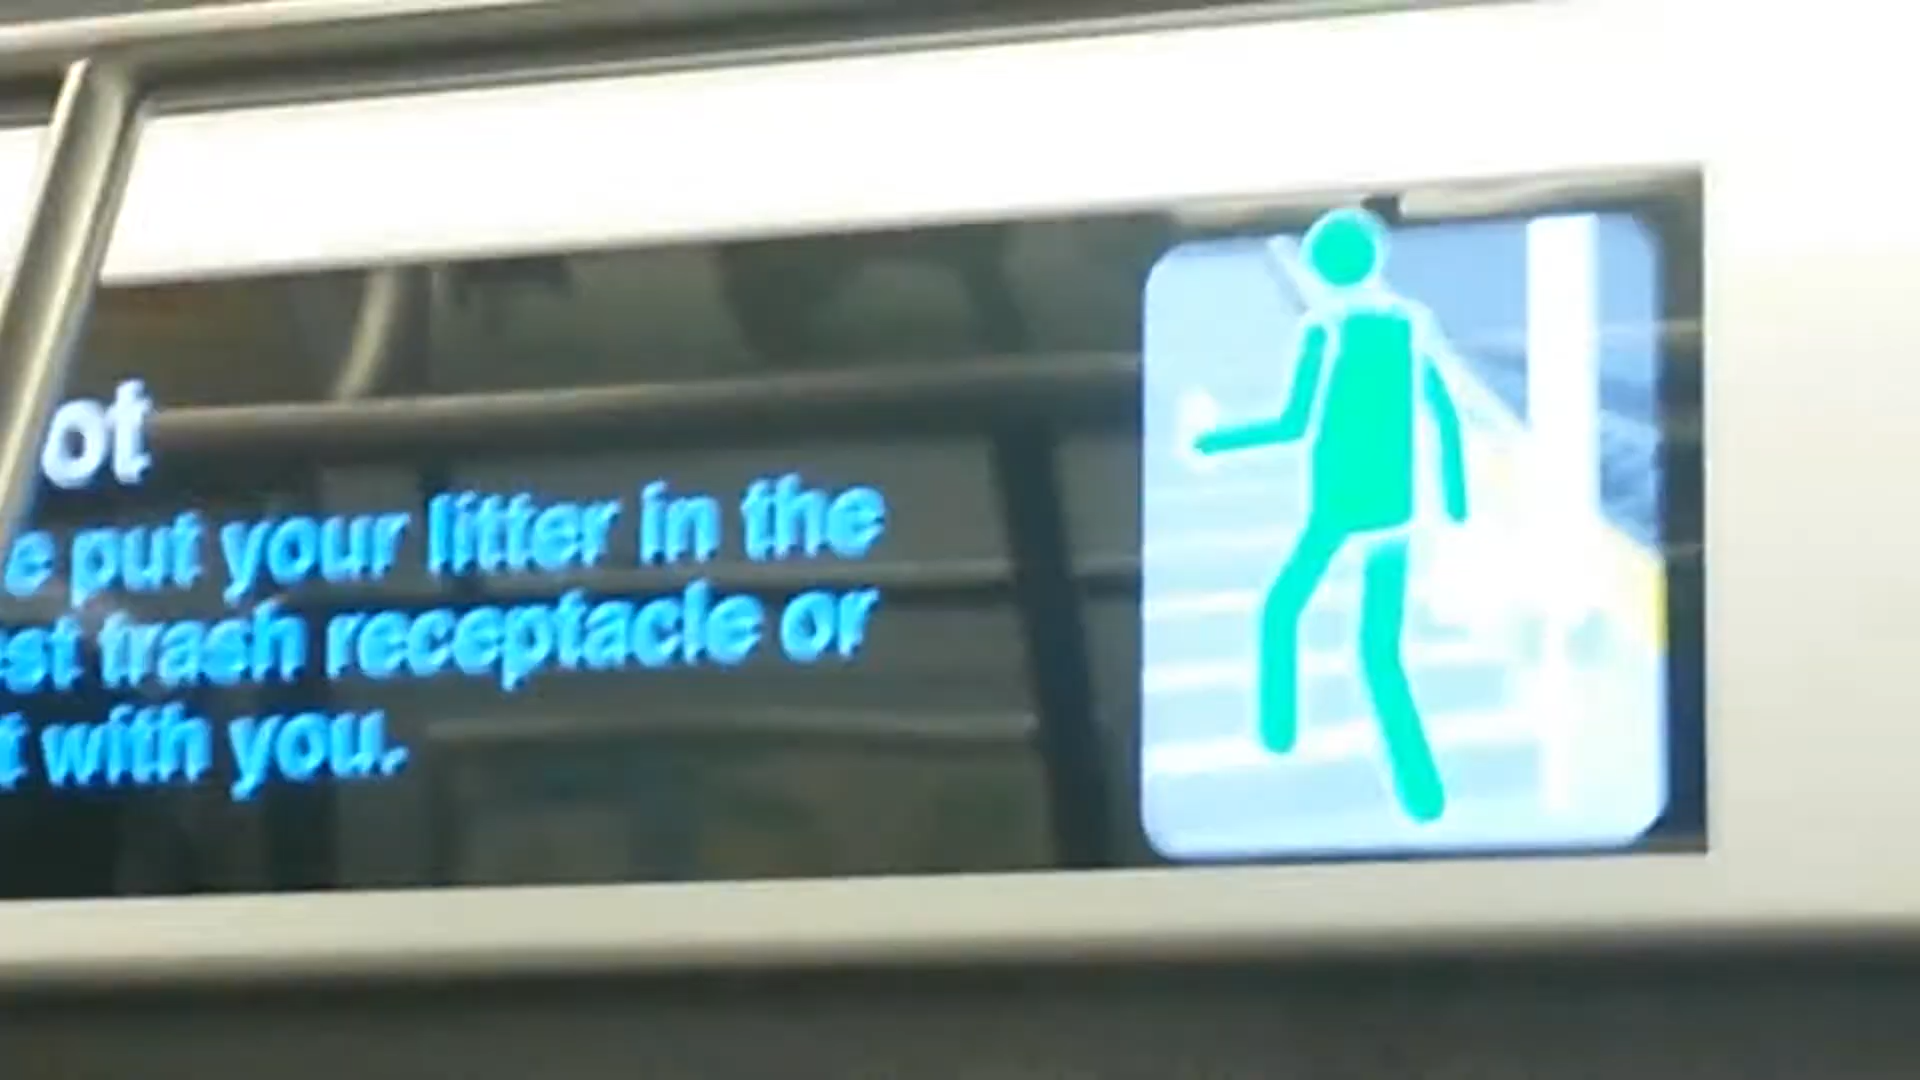 ot
e put your litter in the
st trash receptacle or
t with you.